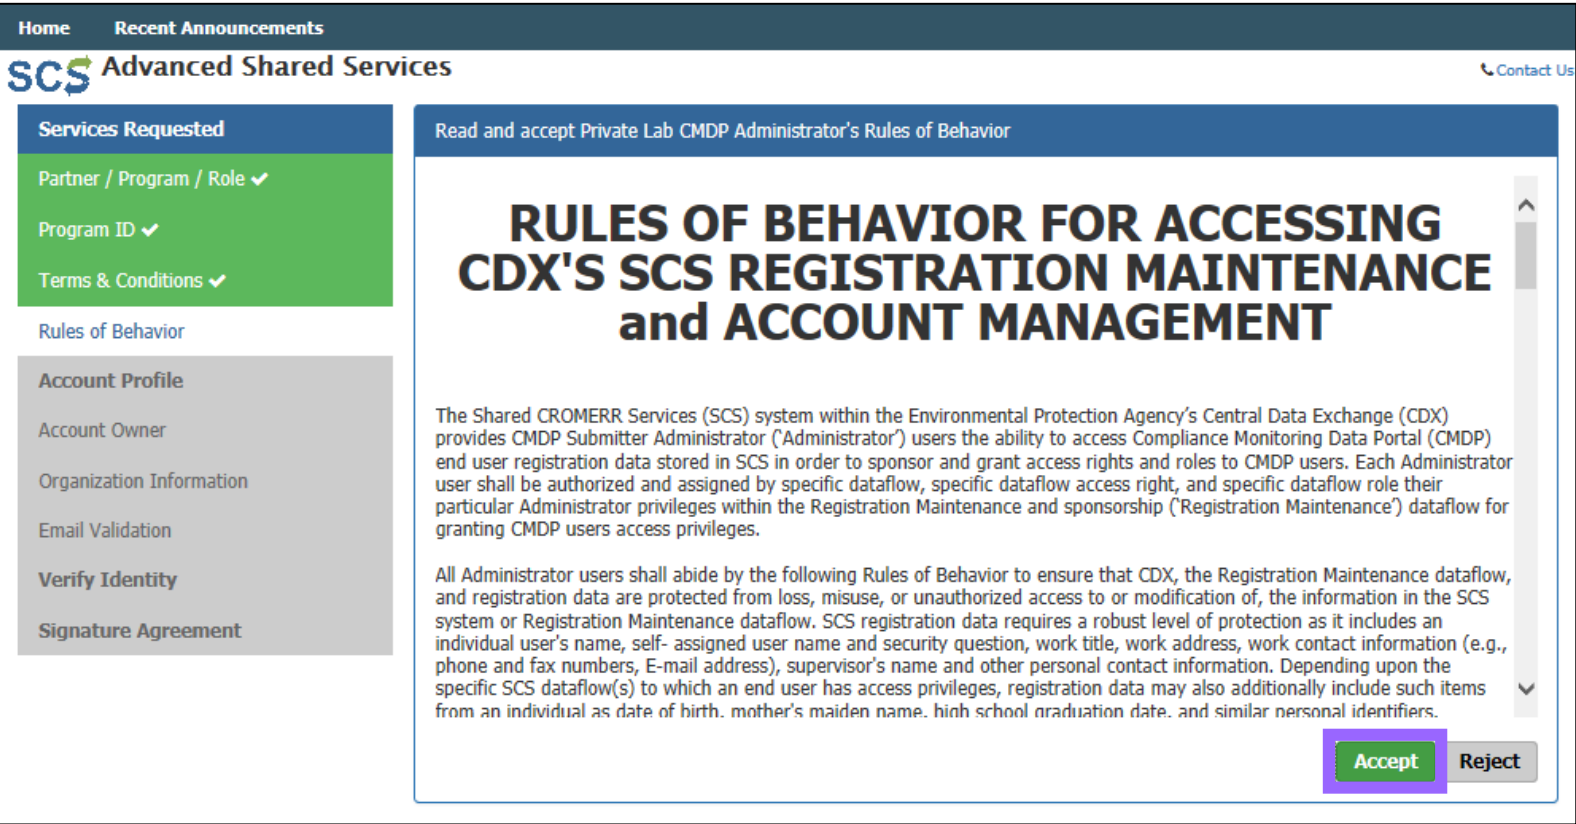 Home Recent Announcements
SCS Advanced Shared Services
Contact Us
Services Requested
Partner / Program / Role
Program ID
Terms & Conditions
Rules of Behavior
Account Profile
Account Owner
Organization Information
Email Validation
Verify Identity
Signature Agreement
Read and accept Private Lab CMDP Administrator's Rules of Behavior
RULES OF BEHAVIOR FOR ACCESSING
CDX'S SCS REGISTRATION MAINTENANCE
and ACCOUNT MANAGEMENT
The Shared CROMERR Services (SCS) system within the Environmental Protection Agency's Central Data Exchange (CDX)
provides CMDP Submitter Administrator ('Administrator') users the ability to access Compliance Monitoring Data Portal (CMDP)
end user registration data stored in SCS in order to sponsor and grant access rights and roles to CMDP users. Each Administrator
user shall be authorized and assigned by specific dataflow, specific dataflow access right, and specific dataflow role their
particular Administrator privileges within the Registration Maintenance and sponsorship ('Registration Maintenance') dataflow for
granting CMDP users access privileges.
All Administrator users shall abide by the following Rules of Behavior to ensure that CDX, the Registration Maintenance dataflow,
and registration data are protected from loss, misuse, or unauthorized access to or modification of, the information in the SCS
system or Registration Maintenance dataflow. SCS registration data requires a robust level of protection as it includes an
individual user's name, self- assigned user name and security question, work title, work address, work contact information (e.g.,
phone and fax numbers, E-mail address), supervisor's name and other personal contact information. Depending upon the
specific SCS dataflow(s) to which an end user has access privileges, registration data may also additionally include such items
from an individual as date of birth, mother's maiden name, high school graduation date, and similar personal identifiers.
Accept Reject